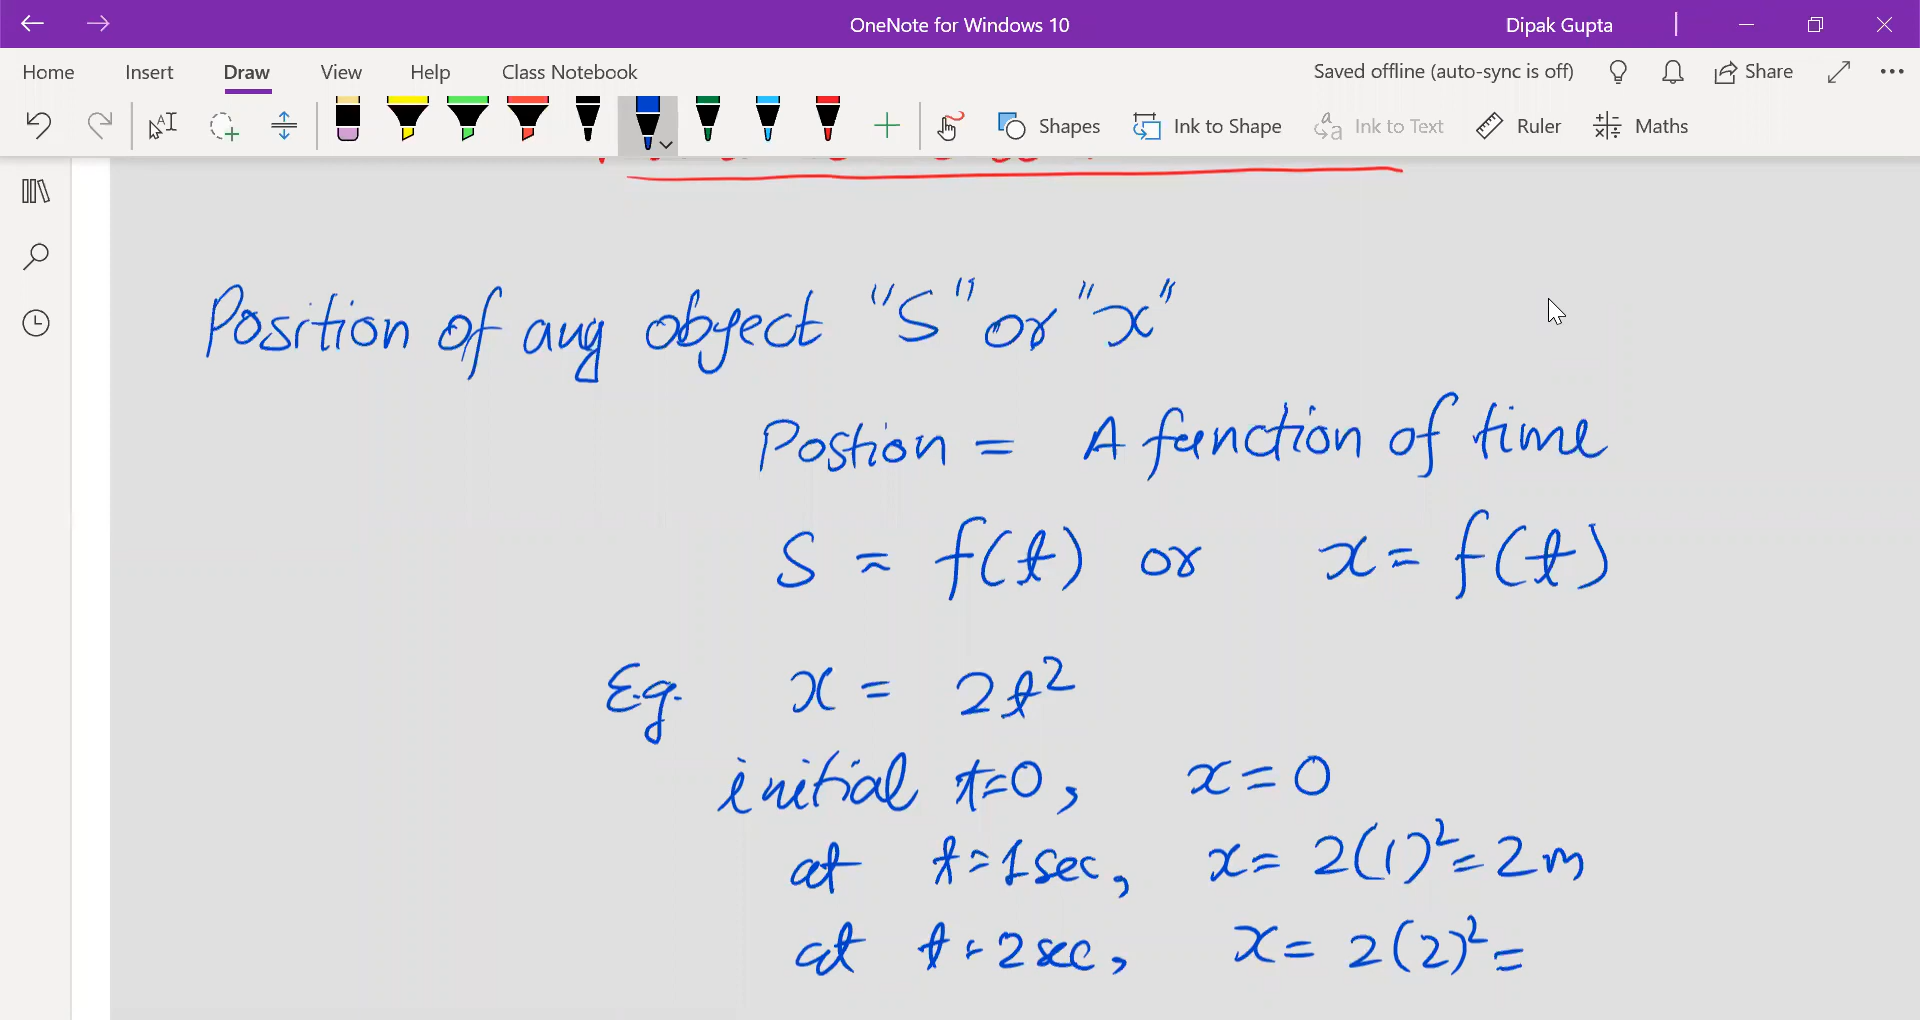 OneNote for Windows 10
Dipak Gupta
Home Insert Draw View Help Class Notebook
Saved offline (auto-sync is off) Share
Shapes Ink to Shape Ink to Text Ruler Maths
Position of any object "S" or "x"
Postion = A function of time
S = f(t) or x = f(t)
E.g. x = 2t²
initial t=0, x=0
at t=1sec, x= 2(1)²=2m
at t=2sec, x= 2(2)²=